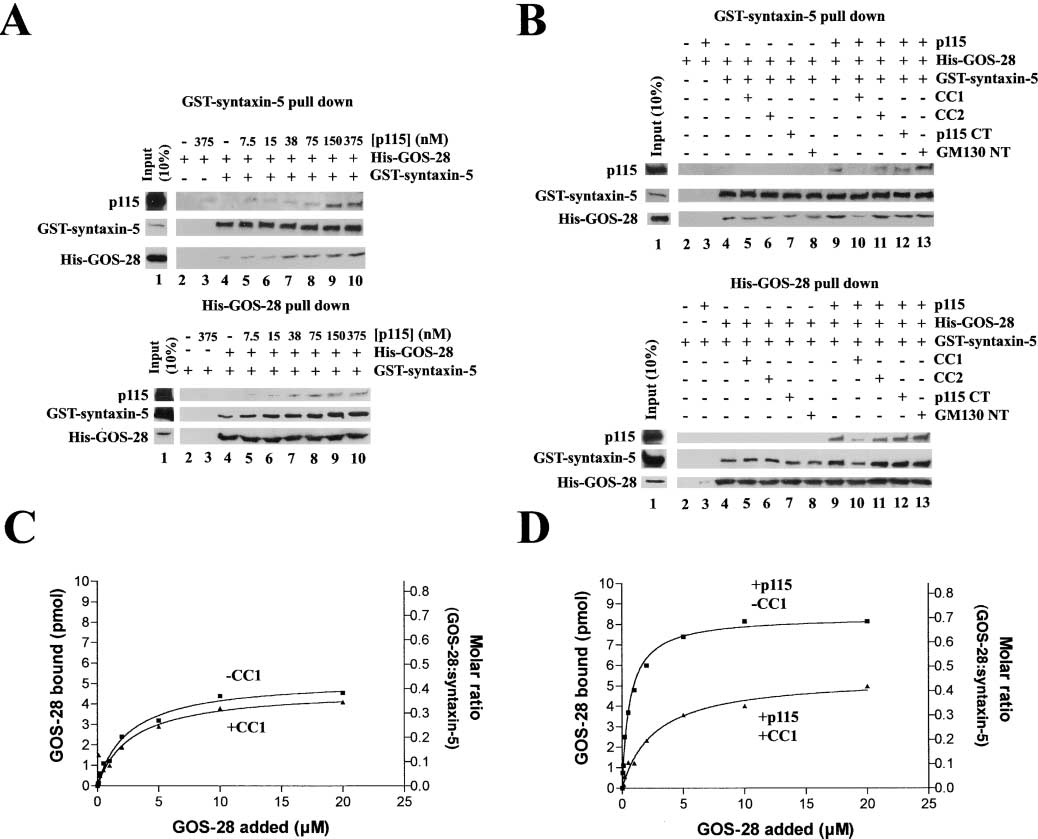 A
GST-syntaxin-5 pull down
Input (10%)
- 375 - 7.5 15 38 75 150 375 [p115] (nM)
+ + + + + + + + + His-GOS-28
- - + + + + + + + GST-syntaxin-5
p115
GST-syntaxin-5
His-GOS-28
1 2 3 4 5 6 7 8 9 10
His-GOS-28 pull down
Input (10%)
- 375 - 7.5 15 38 75 150 375 [p115] (nM)
- - + + + + + + + His-GOS-28
+ + + + + + + + + GST-syntaxin-5
p115
GST-syntaxin-5
His-GOS-28
1 2 3 4 5 6 7 8 9 10
B
GST-syntaxin-5 pull down
Input (10%)
- + - - - - - + + + + + p115
+ + + + + + + + + + + + His-GOS-28
- - + + + + + + + + + + GST-syntaxin-5
- - - + - - - - + - - - CC1
- - - - + - - - - + - - CC2
- - - - - + - - - - + - p115 CT
- - - - - - + - - - - + GM130 NT
p115
GST-syntaxin-5
His-GOS-28
1 2 3 4 5 6 7 8 9 10 11 12 13
His-GOS-28 pull down
Input (10%)
- + - - - - - + + + + + p115
- - + + + + + + + + + + His-GOS-28
+ + + + + + + + + + + + GST-syntaxin-5
- - - + - - - - + - - - CC1
- - - - + - - - - + - - CC2
- - - - - + - - - - + - p115 CT
- - - - - - + - - - - + GM130 NT
p115
GST-syntaxin-5
His-GOS-28
1 2 3 4 5 6 7 8 9 10 11 12 13
C
GOS-28 bound (pmol)
10
9
8
7
6
5
4
3
2
1
0
-CC1
+CC1
0.8
0.7
0.6
0.5
0.4
0.3
0.2
0.1
0.0
Molar ratio
(GOS-28:syntaxin-5)
0 5 10 15 20 25
GOS-28 added (µM)
D
GOS-28 bound (pmol)
10
9
8
7
6
5
4
3
2
1
0
+p115
-CC1
+p115
+CC1
0.8
0.7
0.6
0.5
0.4
0.3
0.2
0.1
0.0
Molar ratio
(GOS-28:syntaxin-5)
0 5 10 15 20 25
GOS-28 added (µM)